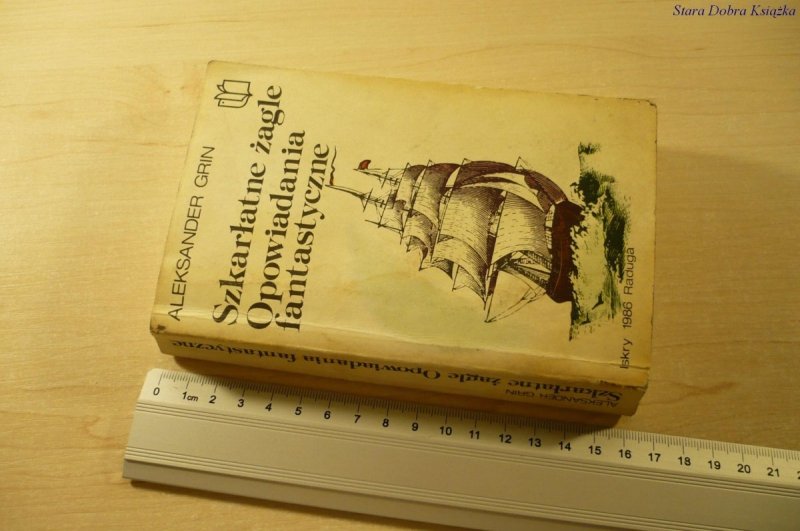 Stara Dobra Książka
ALEKSANDER GRIN
Szkarłatne żagle
Opowiadania
fantastyczne
Iskry 1986 Raduga
ALEKSANDER GRIN
Szkarłatne żagle Opowiadania fantastyczne
0 1cm 2 3 4 5 6 7 8 9 10 11 12 13 14 15 16 17 18 19 20 21